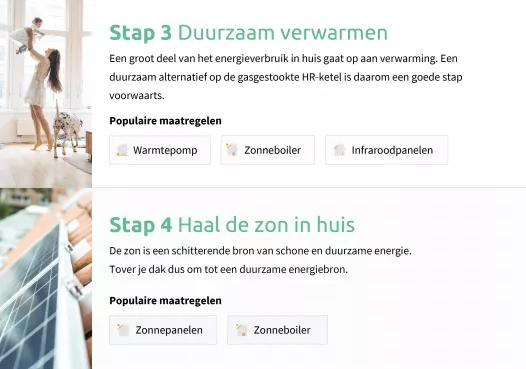 Stap 3 Duurzaam verwarmen
Een groot deel van het energieverbruik in huis gaat op aan verwarming. Een
duurzaam alternatief op de gasgestookte HR-ketel is daarom een goede stap
voorwaarts.
Populaire maatregelen
Warmtepomp Zonneboiler Infraroodpanelen
Stap 4 Haal de zon in huis
De zon is een schitterende bron van schone en duurzame energie.
Tover je dak dus om tot een duurzame energiebron.
Populaire maatregelen
Zonnepanelen Zonneboiler